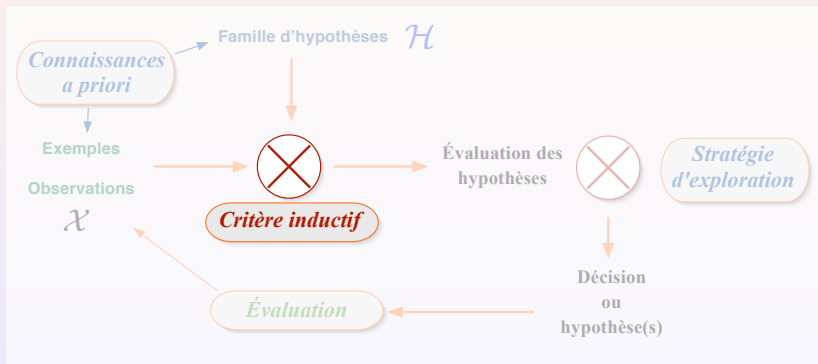 Famille d'hypothèses ℋ
Connaissances
a priori
Exemples
Observations
𝒳
Critère inductif
Évaluation des
hypothèses
Stratégie
d'exploration
Décision
ou
hypothèse(s)
Évaluation